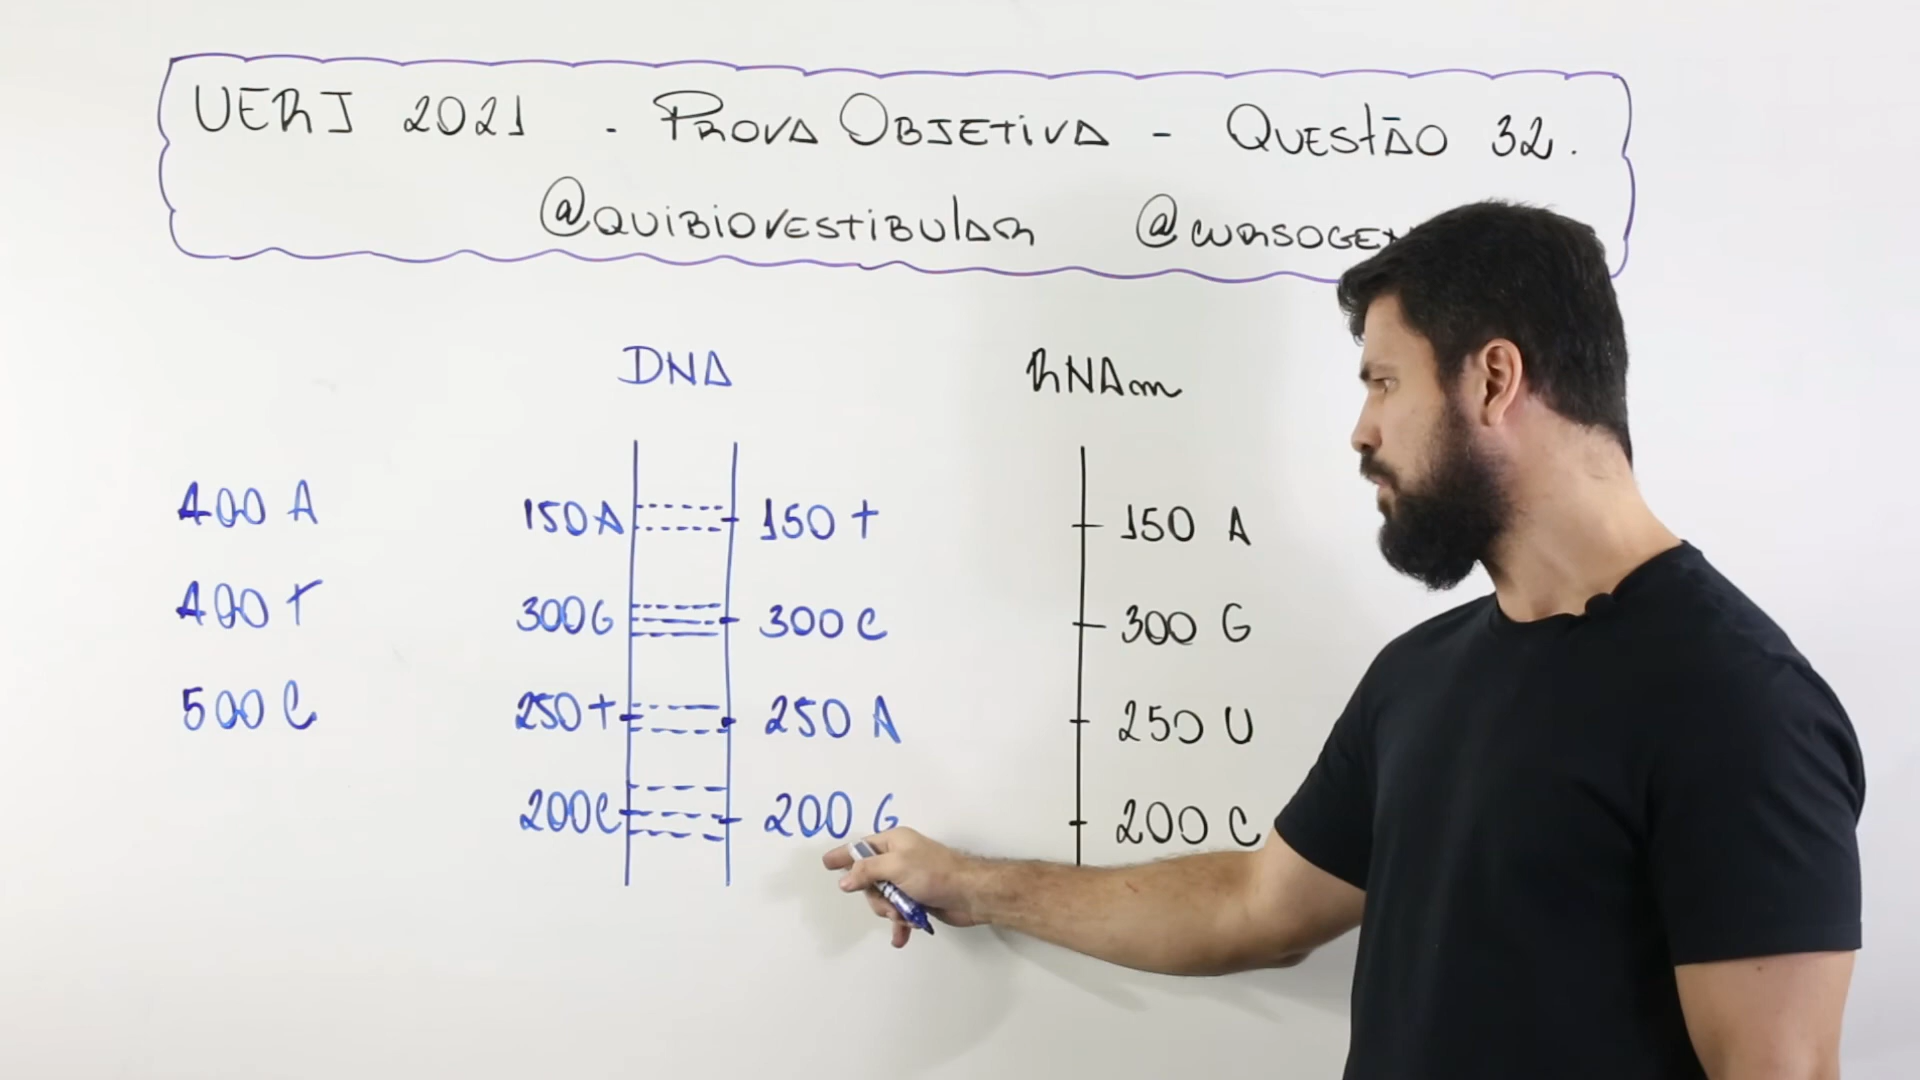 UERJ 2021 - PROVA OBJETIVA - QUESTÃO 32.
@QUIBIOVESTIBULAR @CURSOGE
DNA RNAm
400 A 150 A 150 T 150 A
400 T 300 G 300 C 300 G
500 C 250 T 250 A 250 U
200 C 200 G 200 C